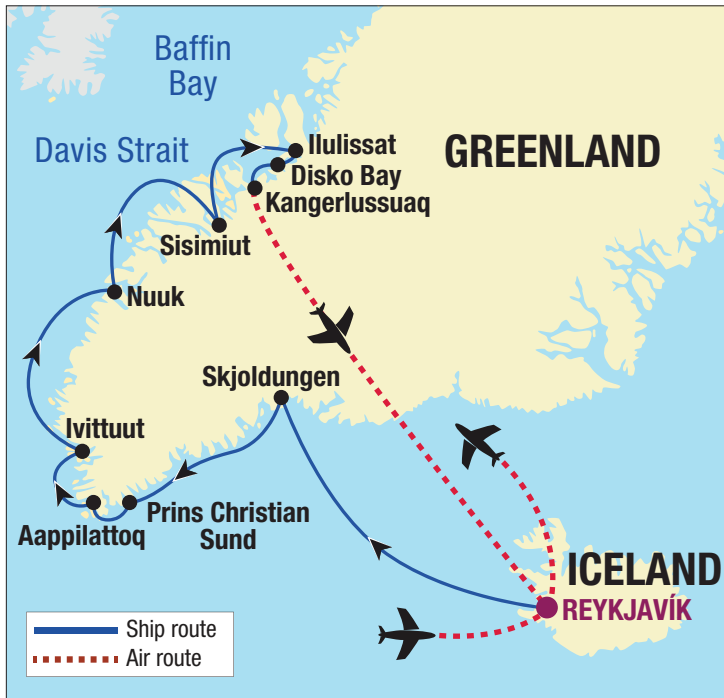 Baffin
Bay
Davis Strait
GREENLAND
Ilulissat
Disko Bay
Kangerlussuaq
Sisimiut
Nuuk
Skjoldungen
Ivittuut
Aappilattoq
Prins Christian
Sund
ICELAND
REYKJAVÍK
Ship route
Air route